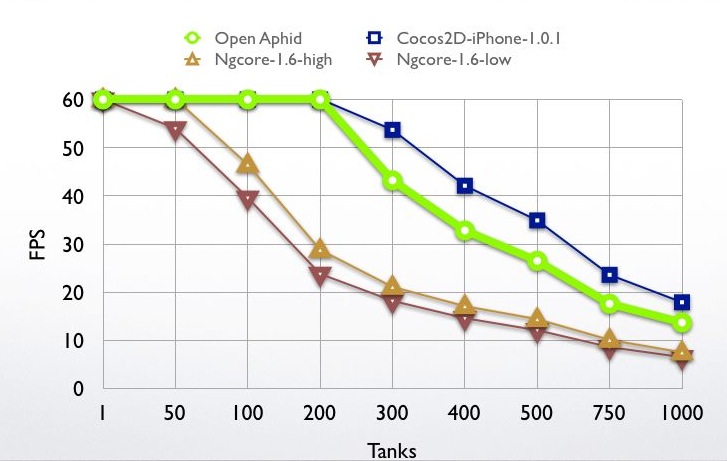 Open Aphid
Cocos2D-iPhone-1.0.1
Ngcore-1.6-high
Ngcore-1.6-low
60
50
40
30
20
10
0
FPS
1 50 100 200 300 400 500 750 1000
Tanks